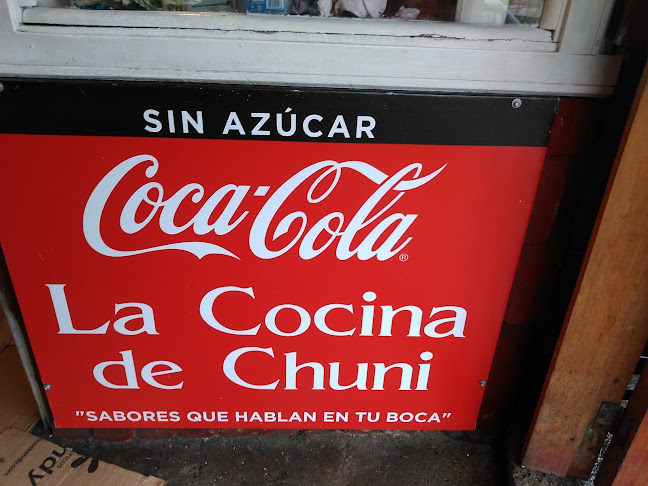 SIN AZÚCAR
Coca-Cola®
La Cocina
de Chuni
"SABORES QUE HABLAN EN TU BOCA"